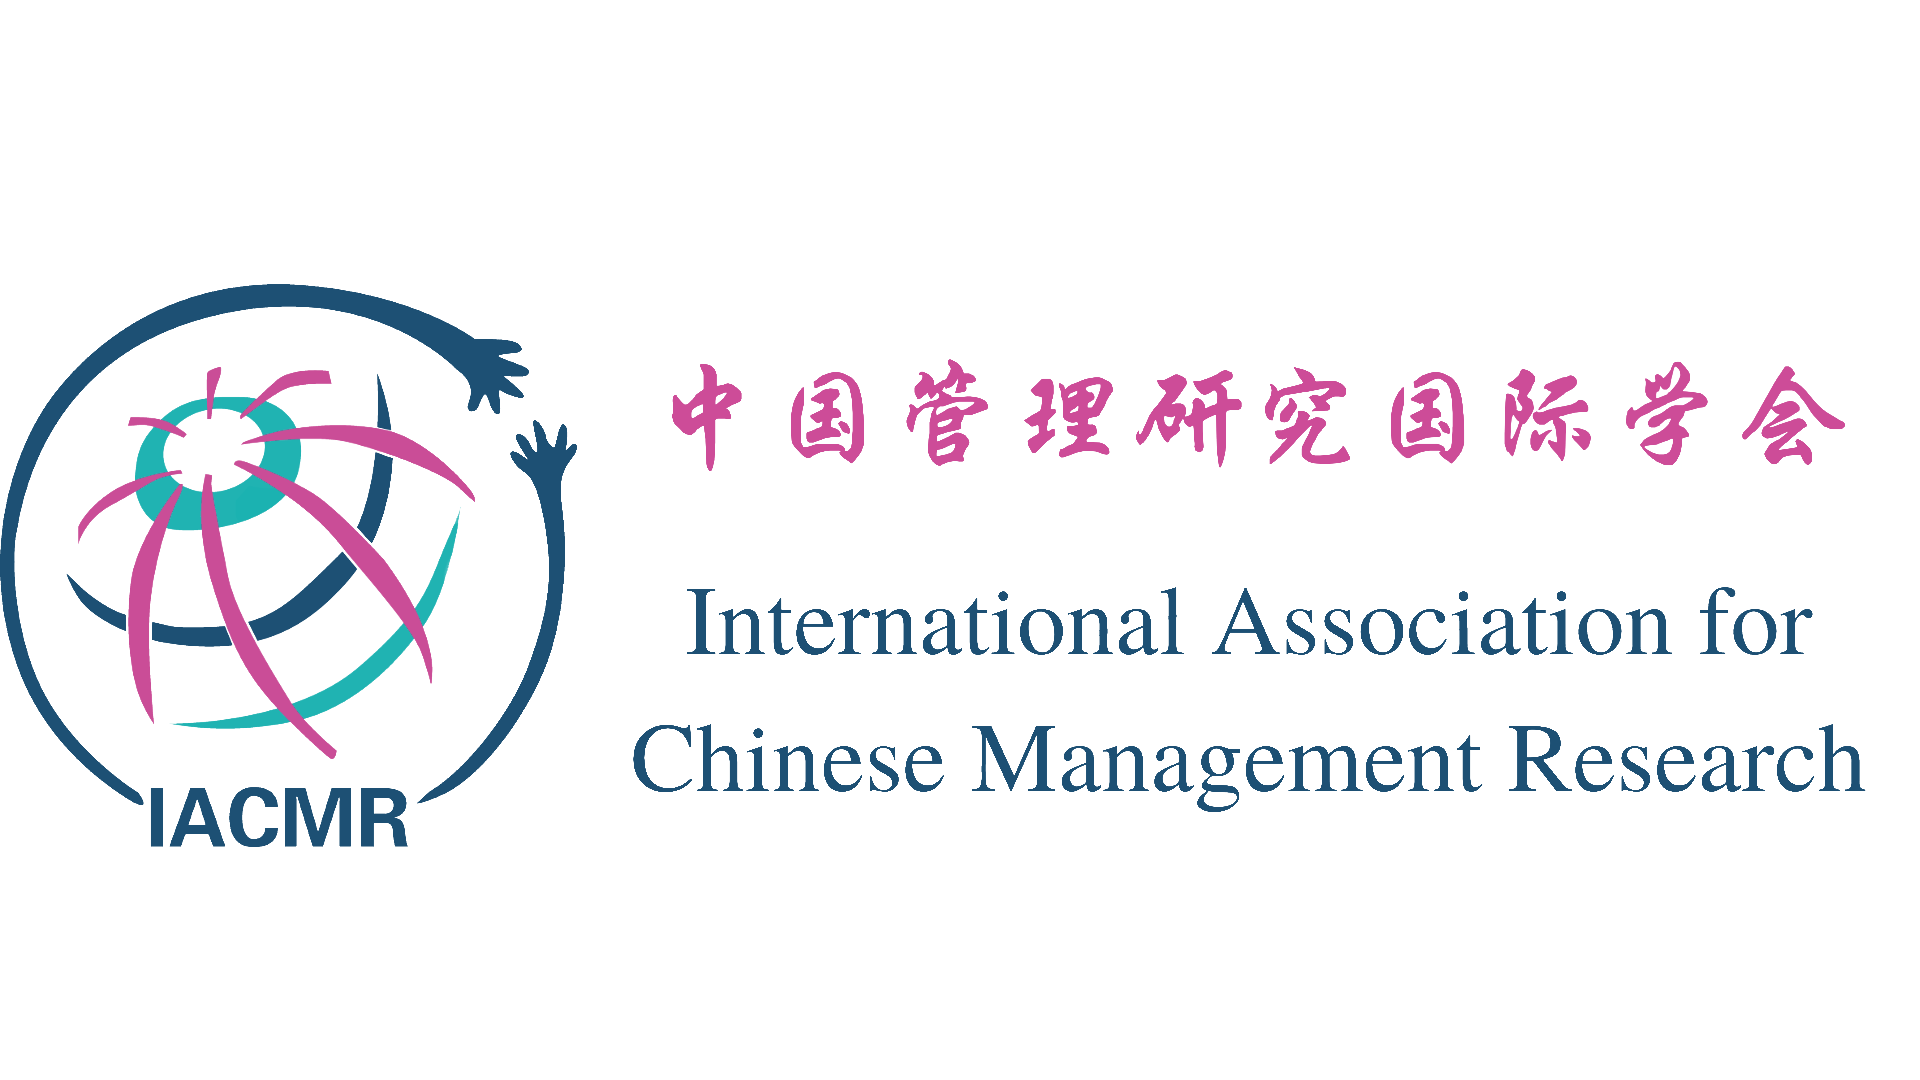 中国管理研究国际学会
International Association for
Chinese Management Research
IACMR